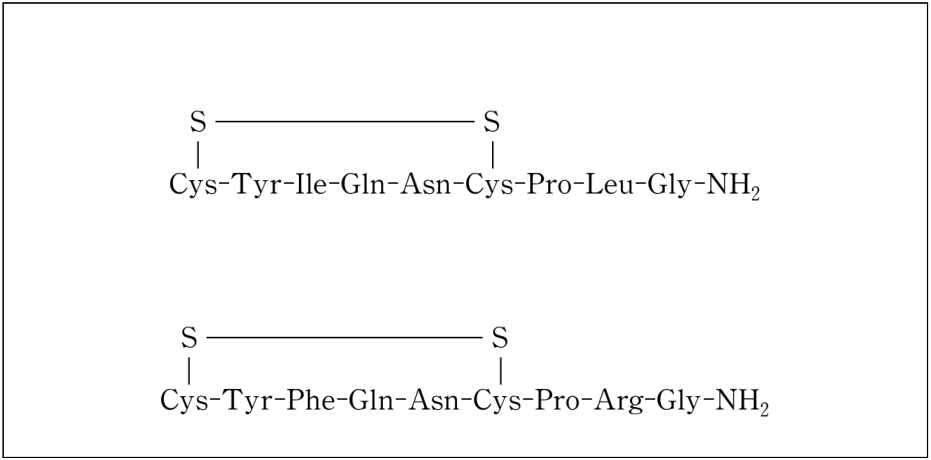 S S
Cys-Tyr-Ile-Gln-Asn-Cys-Pro-Leu-Gly-NH₂
S S
Cys-Tyr-Phe-Gln-Asn-Cys-Pro-Arg-Gly-NH₂